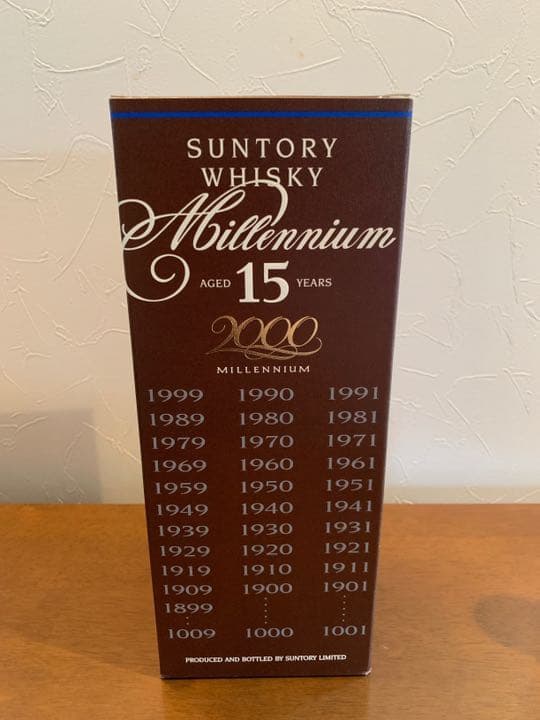 SUNTORY
WHISKY
Millennium
AGED 15 YEARS
2000
MILLENNIUM
1999 1990 1991
1989 1980 1981
1979 1970 1971
1969 1960 1961
1959 1950 1951
1949 1940 1941
1939 1930 1931
1929 1920 1921
1919 1910 1911
1909 1900 1901
1899
1009 1000 1001
PRODUCED AND BOTTLED BY SUNTORY LIMITED